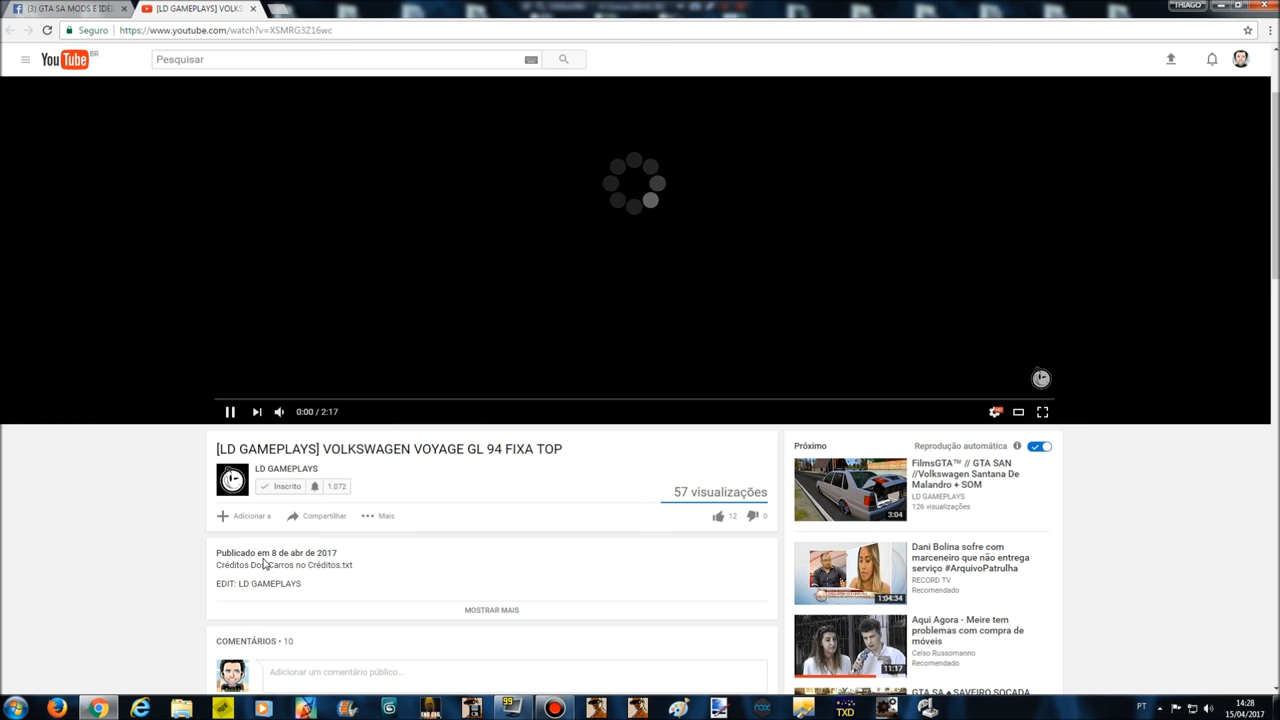 (3) GTA SA MODS E IDEI
[LD GAMEPLAYS] VOLKS
THIAGO
Seguro
https://www.youtube.com/watch?v=XSMRG3Z16wc
YouTube BR
Pesquisar
0:00 / 2:17
[LD GAMEPLAYS] VOLKSWAGEN VOYAGE GL 94 FIXA TOP
LD GAMEPLAYS
Inscrito 1.072
57 visualizações
Adicionar a
Compartilhar
Mais
12
0
Publicado em 8 de abr de 2017
Créditos Dos Carros no Créditos.txt
EDIT: LD GAMEPLAYS
MOSTRAR MAIS
COMENTÁRIOS • 10
Adicionar um comentário público...
Próximo
Reprodução automática
FilmsGTA™ // GTA SAN
//Volkswagen Santana De
Malandro + SOM
LD GAMEPLAYS
126 visualizações
3:04
Dani Bolina sofre com
marceneiro que não entrega
serviço #ArquivoPatrulha
RECORD TV
Recomendado
1:04:34
Aqui Agora - Meire tem
problemas com compra de
móveis
Celso Russomanno
Recomendado
11:17
GTA SA ♠ SAVEIRO SOCADA
99
TXD
PT
14:28
15/04/2017